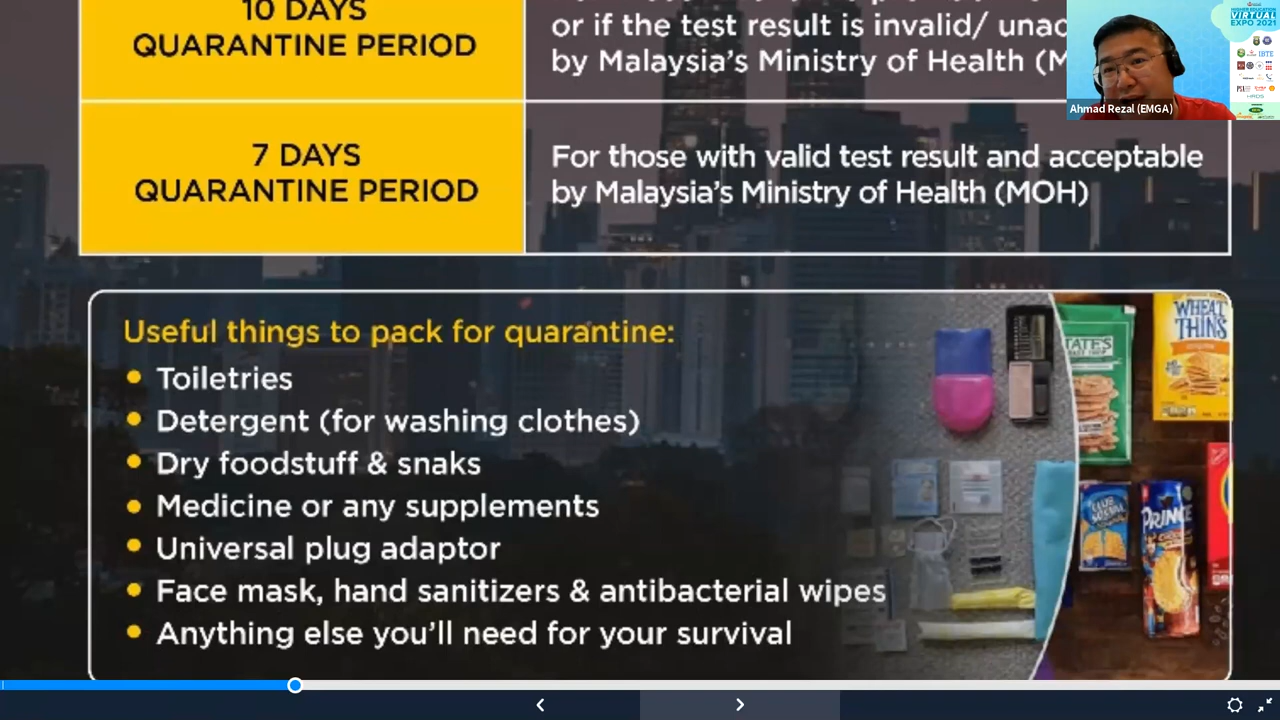 10 DAYS
QUARANTINE PERIOD
or if the test result is invalid/
by Malaysia's Ministry of Health
7 DAYS
QUARANTINE PERIOD
For those with valid test result and acceptable
by Malaysia's Ministry of Health (MOH)
Useful things to pack for quarantine:
Toiletries
Detergent (for washing clothes)
Dry foodstuff & snaks
Medicine or any supplements
Universal plug adaptor
Face mask, hand sanitizers & antibacterial wipes
Anything else you'll need for your survival
Ahmad Rezal (EMGA)
VIRTUAL
EXPO 2021
IBTE
WHEAT
THINS
CLUB
SOCIAL
PRINCE